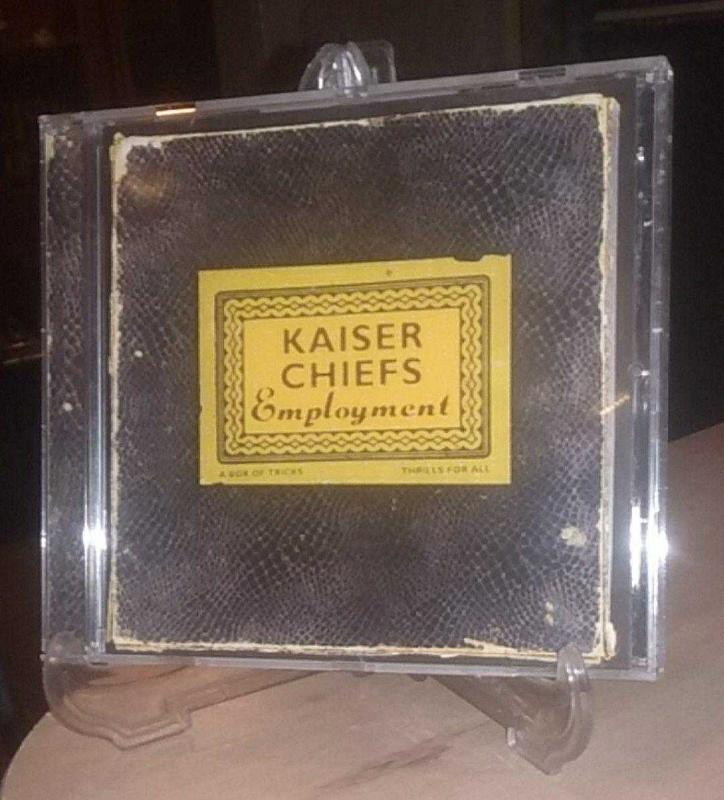 KAISER
CHIEFS
Employment
A BOX OF TRICKS
THRILLS FOR ALL